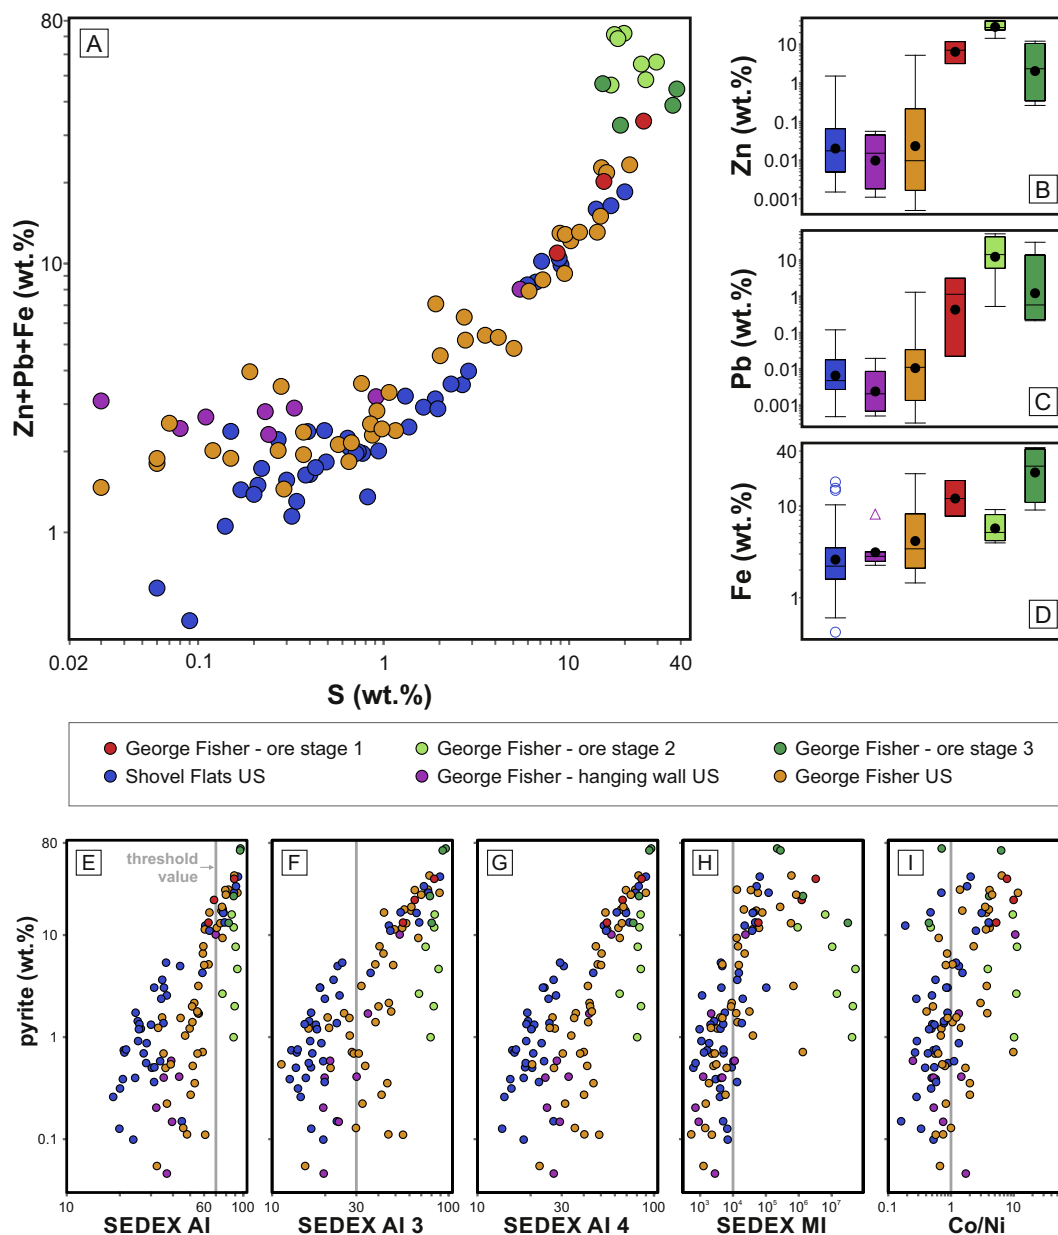 A
80
10
1
Zn+Pb+Fe (wt.%)
0.02
0.1
1
10
40
S (wt.%)
10
1
0.1
0.01
0.001
Zn (wt.%)
B
10
1
0.1
0.01
0.001
Pb (wt.%)
C
40
10
1
Fe (wt.%)
D
George Fisher - ore stage 1
George Fisher - ore stage 2
George Fisher - ore stage 3
Shovel Flats US
George Fisher - hanging wall US
George Fisher US
E
threshold
value
F
G
H
I
80
10
1
0.1
pyrite (wt.%)
10 60 100
10 30 100
10 30 100
10³ 10⁴ 10⁵ 10⁶ 10⁷
0.1 1 10
SEDEX AI
SEDEX AI 3
SEDEX AI 4
SEDEX MI
Co/Ni